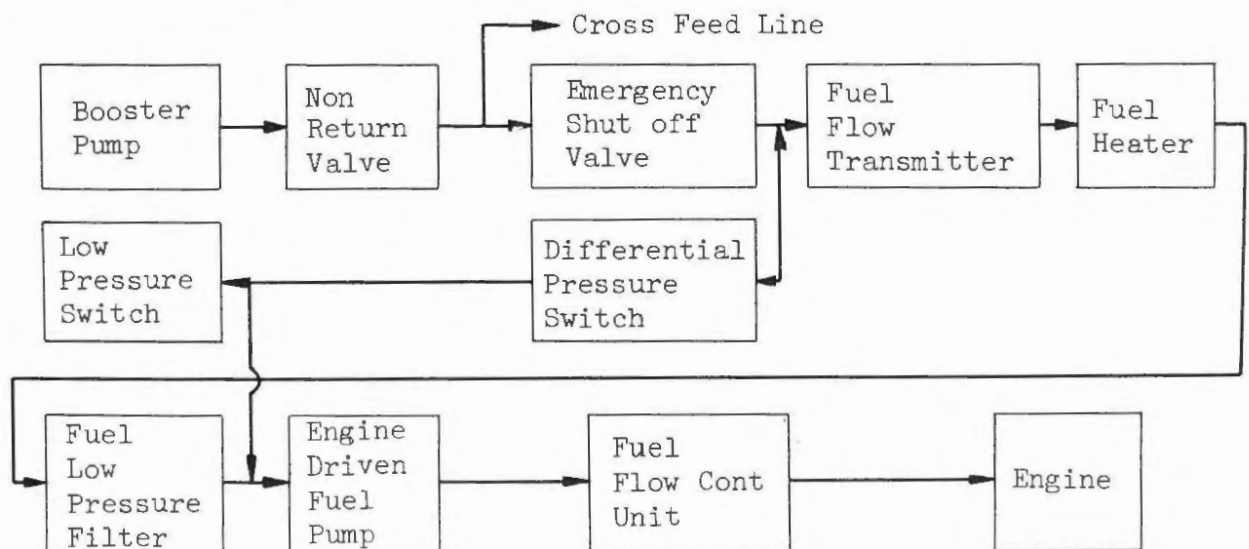 Cross Feed Line
Booster
Pump
Non
Return
Valve
Emergency
Shut off
Valve
Fuel
Flow
Transmitter
Fuel
Heater
Low
Pressure
Switch
Differential
Pressure
Switch
Fuel
Low
Pressure
Filter
Engine
Driven
Fuel
Pump
Fuel
Flow Cont
Unit
Engine